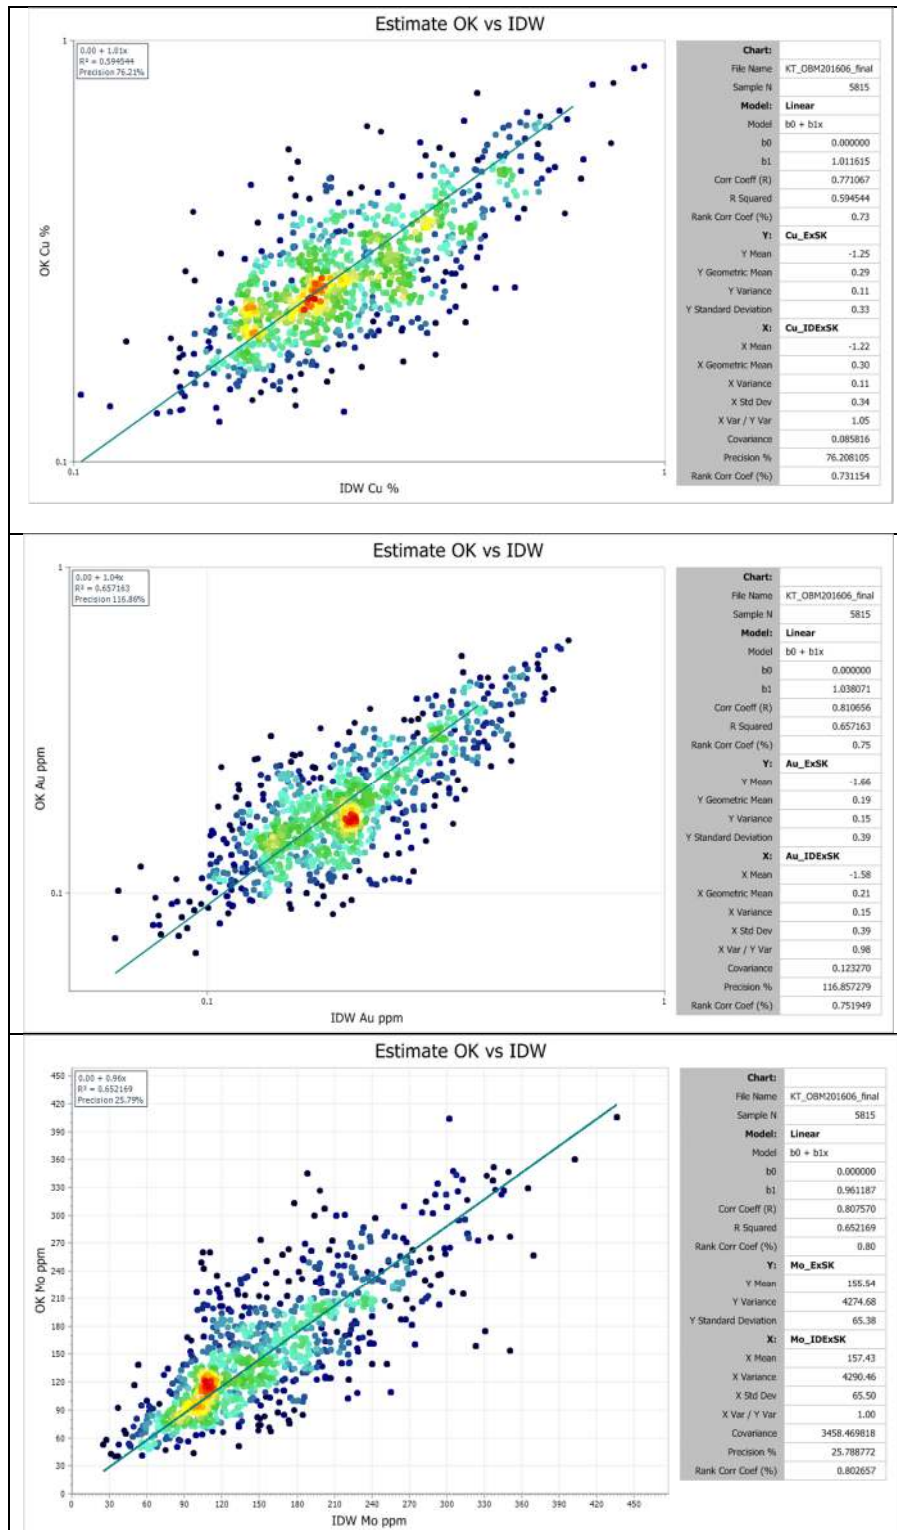 Estimate OK vs IDW
1
0.00 + 1.01x
R² = 0.594544
Precision 76.21%
OK Cu %
0.1
0.1
1
IDW Cu %
Chart:
File Name KT_OBM201606_final
Sample N 5815
Model: Linear
Model b0 + b1x
b0 0.000000
b1 1.011615
Corr Coeff (R) 0.771067
R Squared 0.594544
Rank Corr Coef (%) 0.73
Y: Cu_ExSK
Y Mean -1.25
Y Geometric Mean 0.29
Y Variance 0.11
Y Standard Deviation 0.33
X: Cu_IDExSK
X Mean -1.22
X Geometric Mean 0.30
X Variance 0.11
X Std Dev 0.34
X Var / Y Var 1.05
Covariance 0.085816
Precision % 76.208105
Rank Corr Coef (%) 0.731154
Estimate OK vs IDW
1
0.00 + 1.04x
R² = 0.657163
Precision 116.86%
OK Au ppm
0.1
0.1
1
IDW Au ppm
Chart:
File Name KT_OBM201606_final
Sample N 5815
Model: Linear
Model b0 + b1x
b0 0.000000
b1 1.038071
Corr Coeff (R) 0.810656
R Squared 0.657163
Rank Corr Coef (%) 0.75
Y: Au_ExSK
Y Mean -1.66
Y Geometric Mean 0.19
Y Variance 0.15
Y Standard Deviation 0.39
X: Au_IDExSK
X Mean -1.58
X Geometric Mean 0.21
X Variance 0.15
X Std Dev 0.39
X Var / Y Var 0.98
Covariance 0.123270
Precision % 116.857279
Rank Corr Coef (%) 0.751949
Estimate OK vs IDW
0.00 + 0.96x
R² = 0.652169
Precision 25.79%
OK Mo ppm
450
420
390
360
330
300
270
240
210
180
150
120
90
60
30
0
0 30 60 90 120 150 180 210 240 270 300 330 360 390 420 450
IDW Mo ppm
Chart:
File Name KT_OBM201606_final
Sample N 5815
Model: Linear
Model b0 + b1x
b0 0.000000
b1 0.961187
Corr Coeff (R) 0.807570
R Squared 0.652169
Rank Corr Coef (%) 0.80
Y: Mo_ExSK
Y Mean 155.54
Y Variance 4274.68
Y Standard Deviation 65.38
X: Mo_IDExSK
X Mean 157.43
X Variance 4290.46
X Std Dev 65.50
X Var / Y Var 1.00
Covariance 3458.469818
Precision % 25.788772
Rank Corr Coef (%) 0.802657